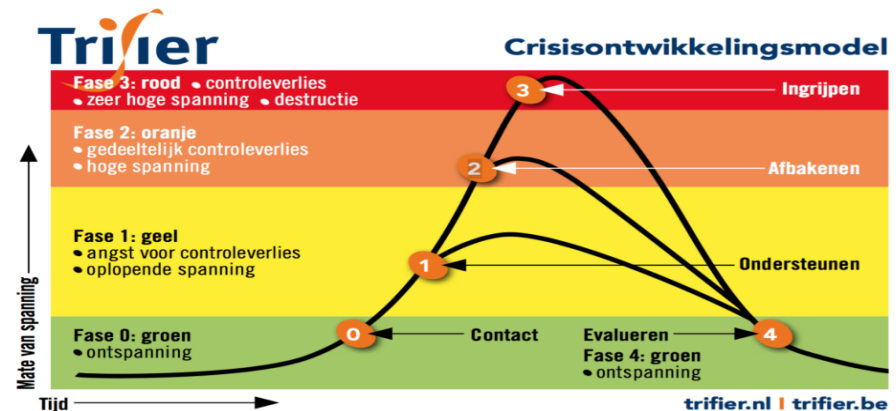 Trifier
Crisisontwikkelingsmodel
Fase 3: rood • controleverlies
• zeer hoge spanning • destructie
3
Ingrijpen
Fase 2: oranje
• gedeeltelijk controleverlies
• hoge spanning
2
Afbakenen
Fase 1: geel
• angst voor controleverlies
• oplopende spanning
1
Ondersteunen
Fase 0: groen
• ontspanning
0
Contact
Evalueren
4
Fase 4: groen
• ontspanning
Mate van spanning
Tijd
trifier.nl I trifier.be